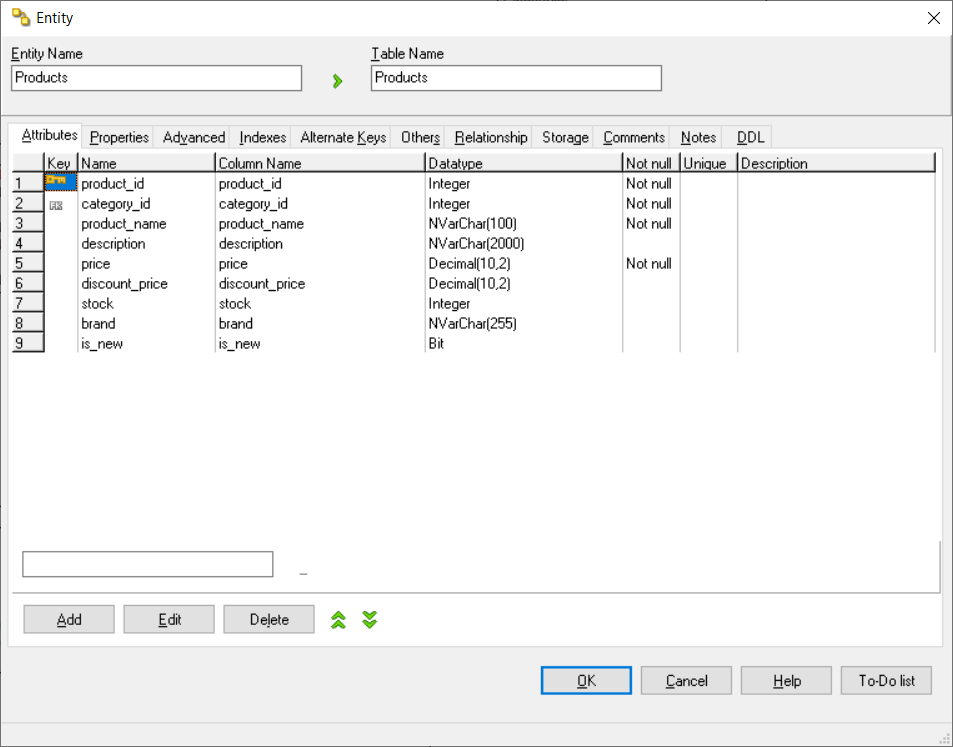 Entity
Entity Name
Table Name
Products
Products
Attributes Properties Advanced Indexes Alternate Keys Others Relationship Storage Comments Notes DDL
Key Name Column Name Datatype Not null Unique Description
1 product_id product_id Integer Not null
2 FK category_id category_id Integer Not null
3 product_name product_name NVarChar(100) Not null
4 description description NVarChar(2000)
5 price price Decimal(10,2) Not null
6 discount_price discount_price Decimal(10,2)
7 stock stock Integer
8 brand brand NVarChar(255)
9 is_new is_new Bit
Add Edit Delete
OK Cancel Help To-Do list